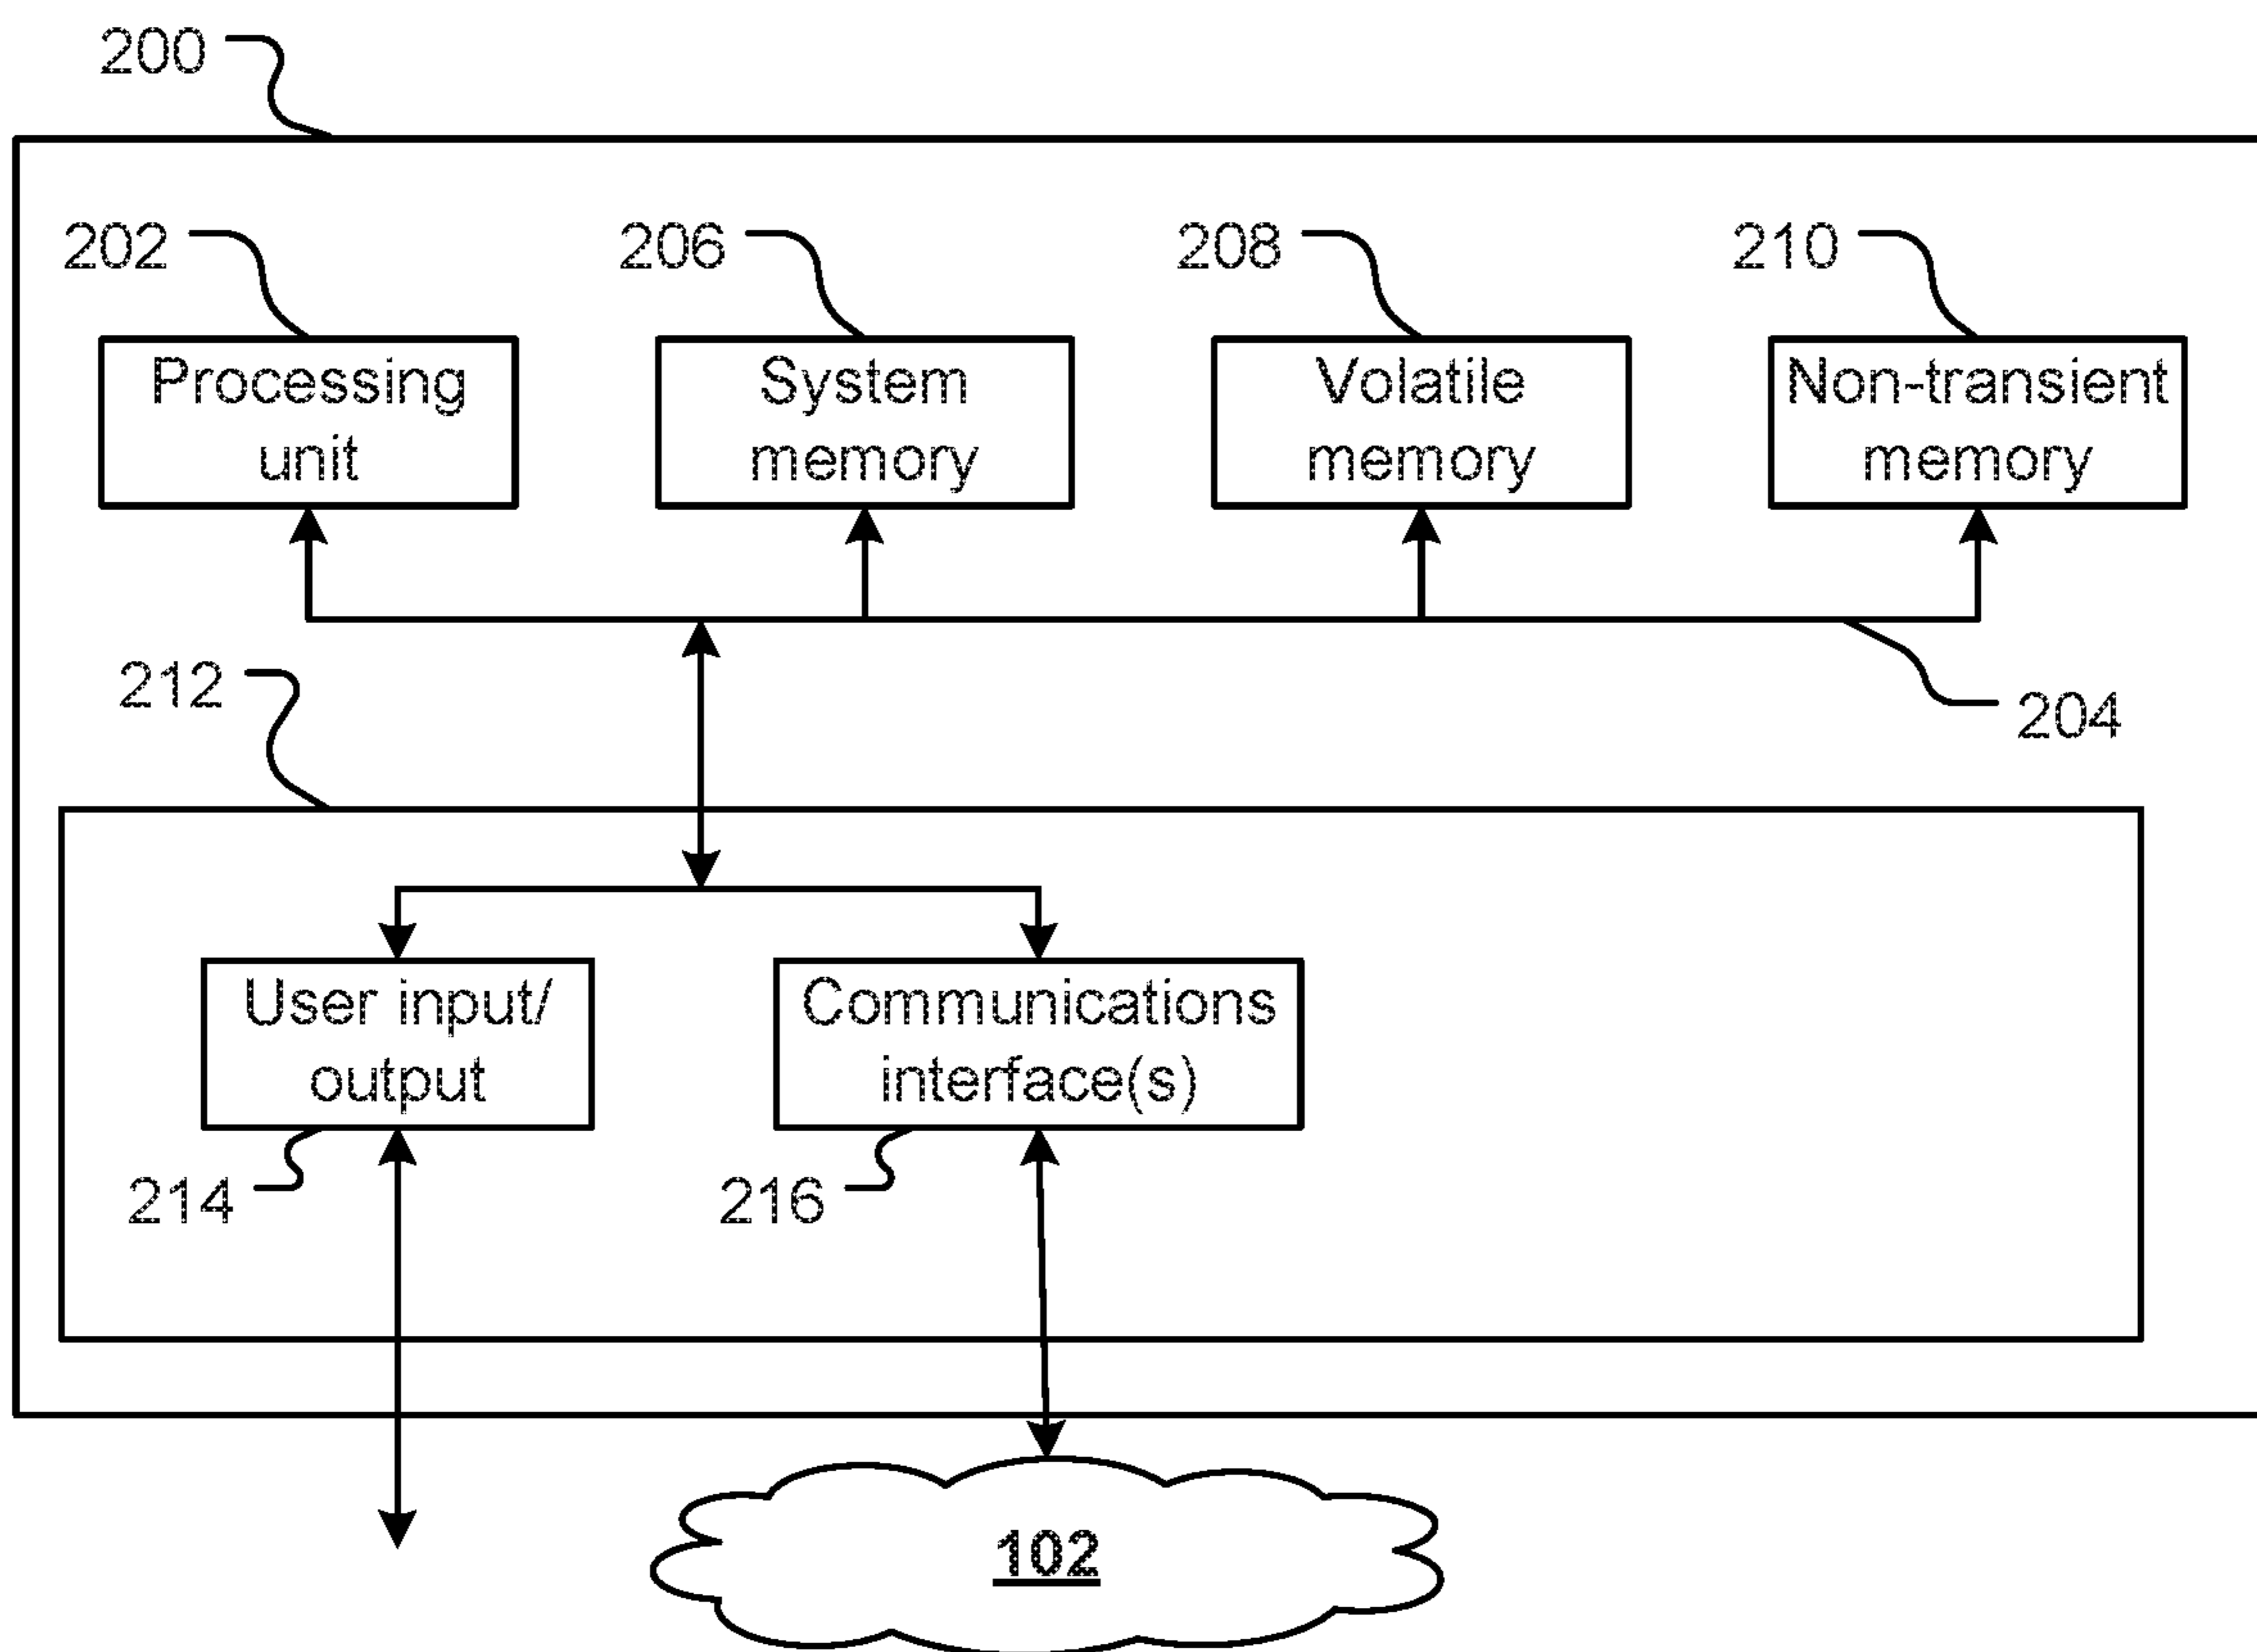 200
202
206
208
210
Processing
unit
System
memory
Volatile
memory
Non-transient
memory
212
204
User input/
output
Communications
interface(s)
214
216
102